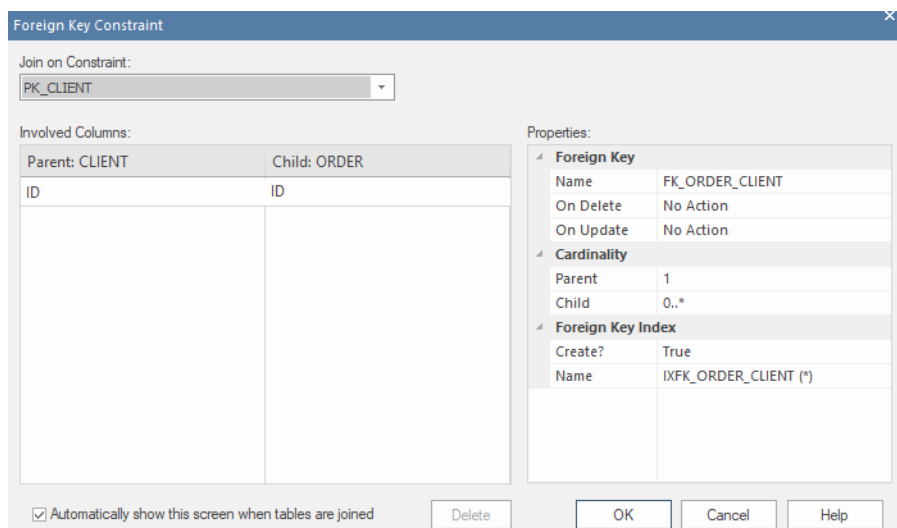 Foreign Key Constraint
Join on Constraint:
PK_CLIENT
Involved Columns:
Parent: CLIENT Child: ORDER
ID ID
Properties:
Foreign Key
Name FK_ORDER_CLIENT
On Delete No Action
On Update No Action
Cardinality
Parent 1
Child 0..*
Foreign Key Index
Create? True
Name IXFK_ORDER_CLIENT (*)
Automatically show this screen when tables are joined
Delete OK Cancel Help